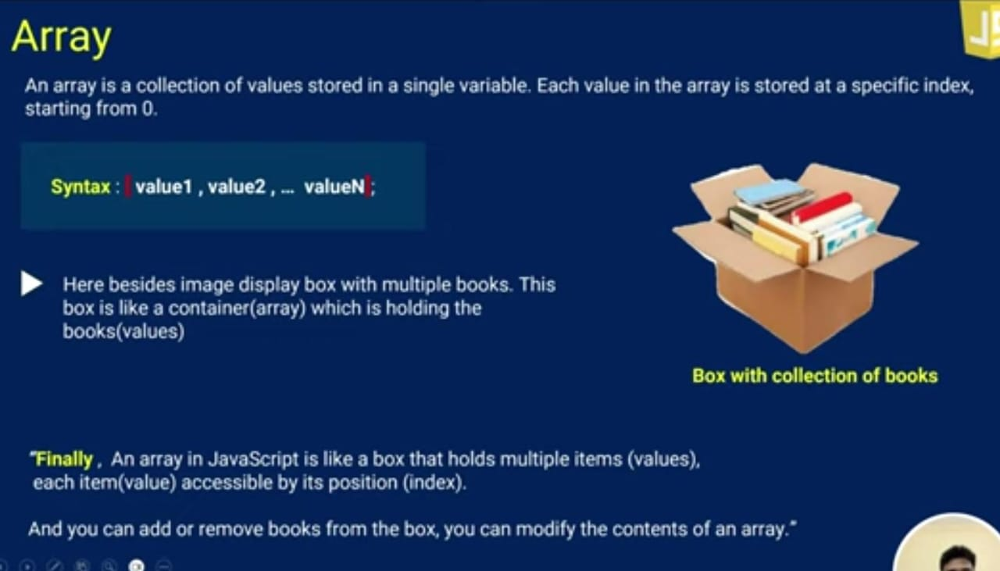 Array
JS
An array is a collection of values stored in a single variable. Each value in the array is stored at a specific index,
starting from 0.
Syntax : [ value1 , value2 , ... valueN];
Here besides image display box with multiple books. This
box is like a container(array) which is holding the
books(values)
Box with collection of books
“Finally , An array in JavaScript is like a box that holds multiple items (values),
each item(value) accessible by its position (index).
And you can add or remove books from the box, you can modify the contents of an array.”